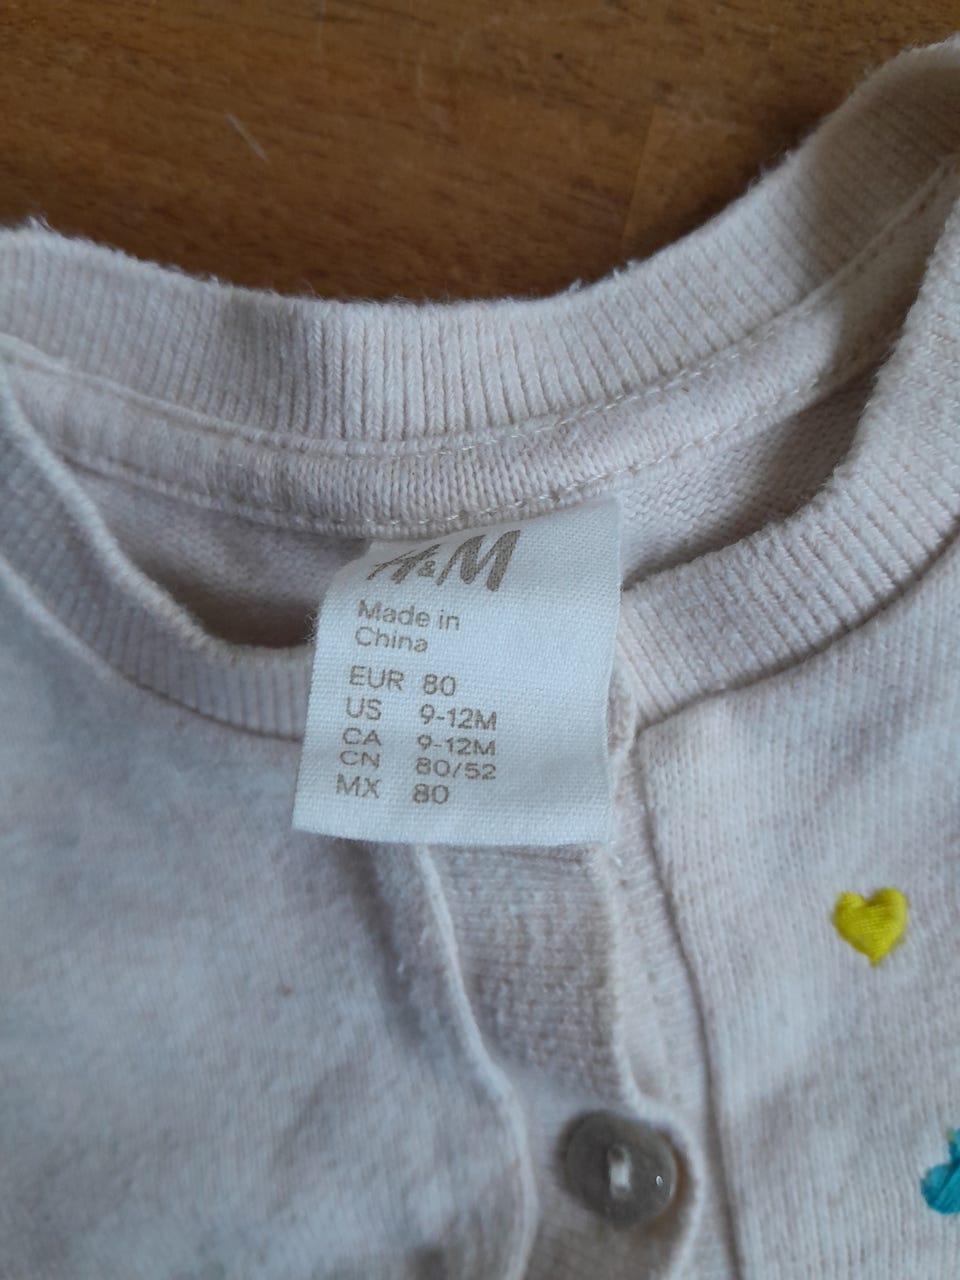 H&M
Made in
China
EUR 80
US 9-12M
CA 9-12M
CN 80/52
MX 80